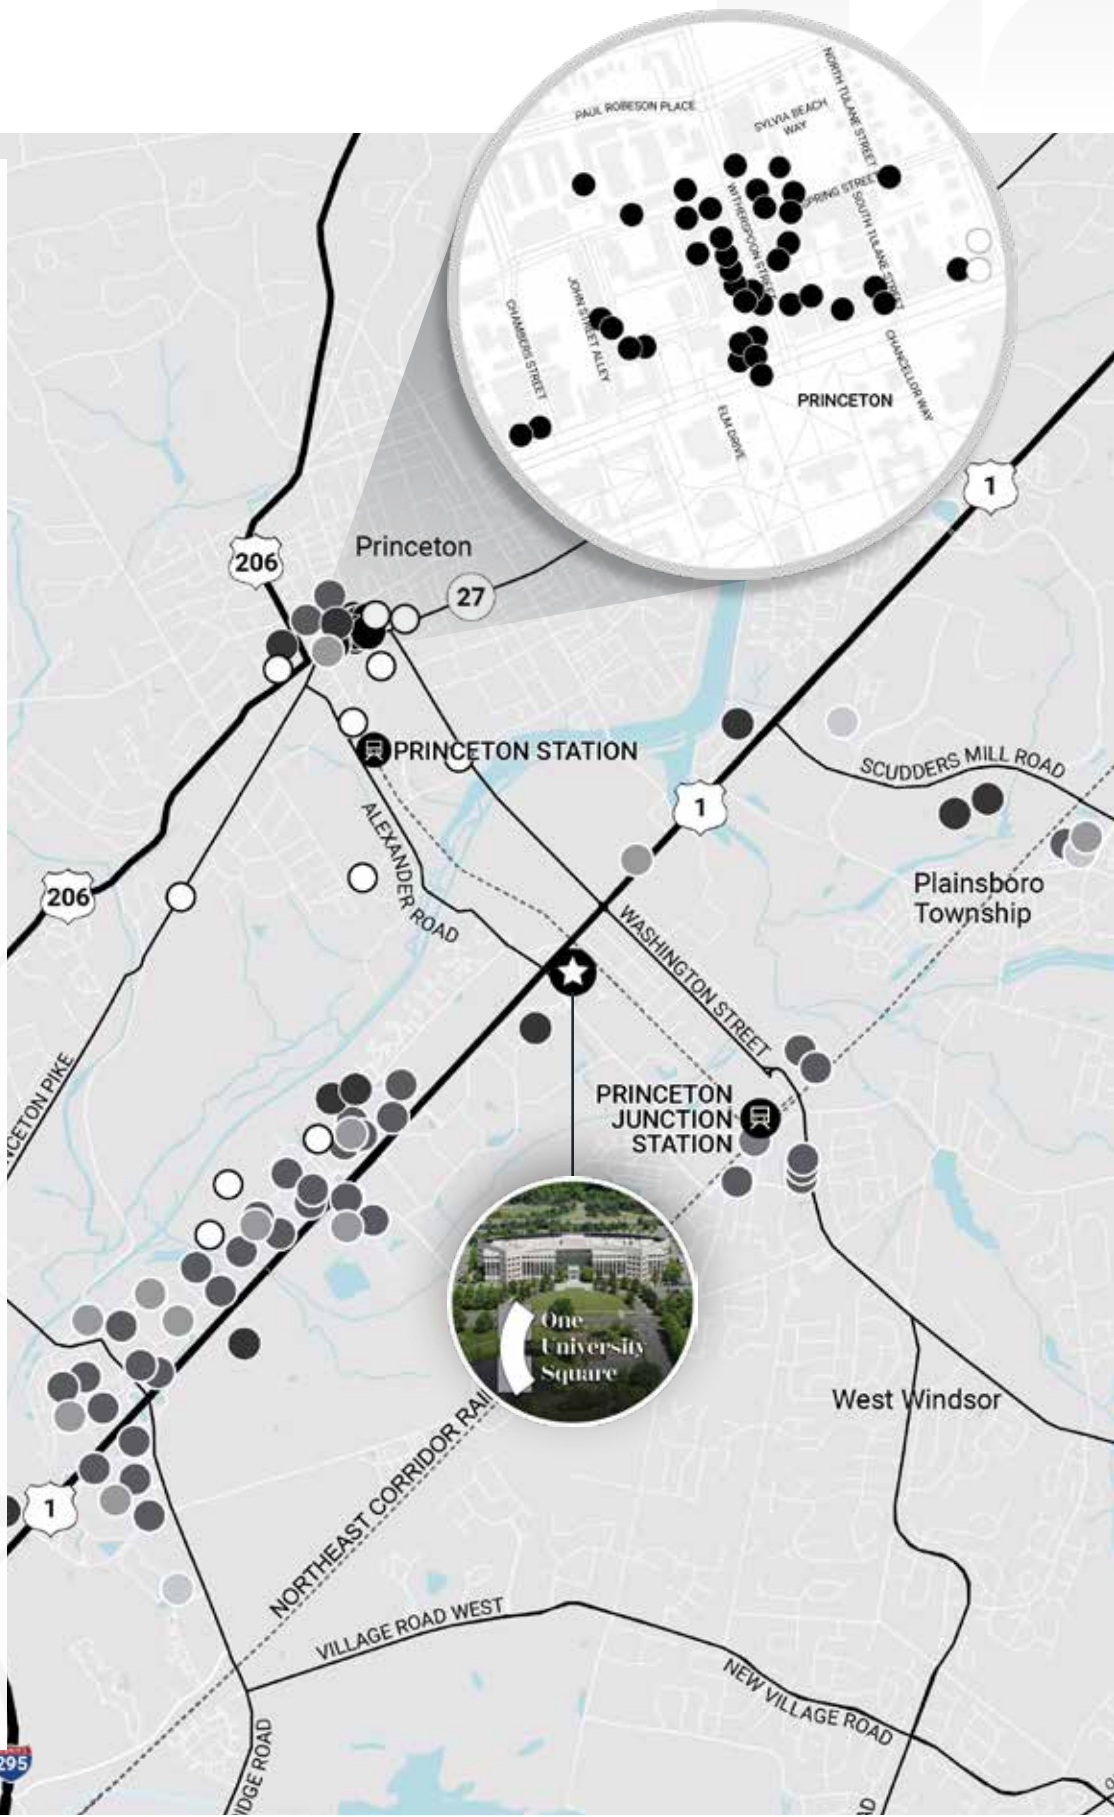 PAUL ROBESON PLACE
SYLVIA BEACH
WAY
NORTH TULANE STREET
SPRING STREET
WITHERSPOON STREET
SOUTH TULANE STREET
JOHN STREET ALLEY
CHAMBERS STREET
CHANCELLOR WAY
PRINCETON
ELM DRIVE
1
206
Princeton
27
PRINCETON STATION
SCUDDERS MILL ROAD
1
ALEXANDER ROAD
206
Plainsboro
Township
WASHINGTON STREET
NCETON PIKE
PRINCETON
JUNCTION
STATION
One
University
Square
West Windsor
NORTHEAST CORRIDOR RAIL
1
VILLAGE ROAD WEST
NEW VILLAGE ROAD
IDGE ROAD
295
AD